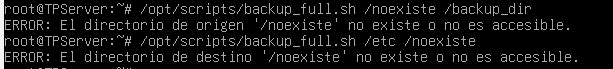 root@TPServer:~# /opt/scripts/backup_full.sh /noexiste /backup_dir
ERROR: El directorio de origen '/noexiste' no existe o no es accesible.
root@TPServer:~# /opt/scripts/backup_full.sh /etc /noexiste
ERROR: El directorio de destino '/noexiste' no existe o no es accesible.